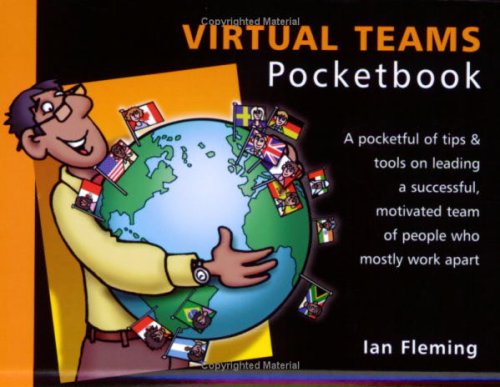 Copyrighted Material
VIRTUAL TEAMS
Pocketbook
A pocketful of tips &
tools on leading
a successful,
motivated team
of people who
mostly work apart
Ian Fleming
Copyrighted Material